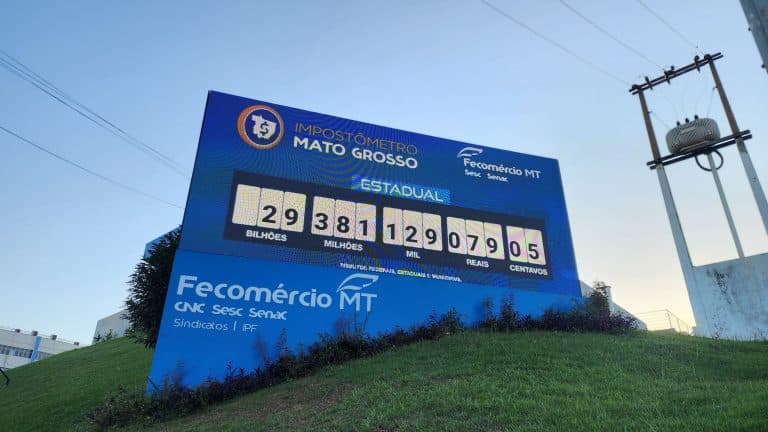 IMPOSTÔMETRO
MATO GROSSO
Fecomércio MT
Sesc Senac
ESTADUAL
29 381 129 079 05
BILHÕES MILHÕES MIL REAIS CENTAVOS
TRIBUTOS FEDERAIS, ESTADUAIS E MUNICIPAIS
Fecomércio MT
CNC Sesc Senac
Sindicatos | IPF